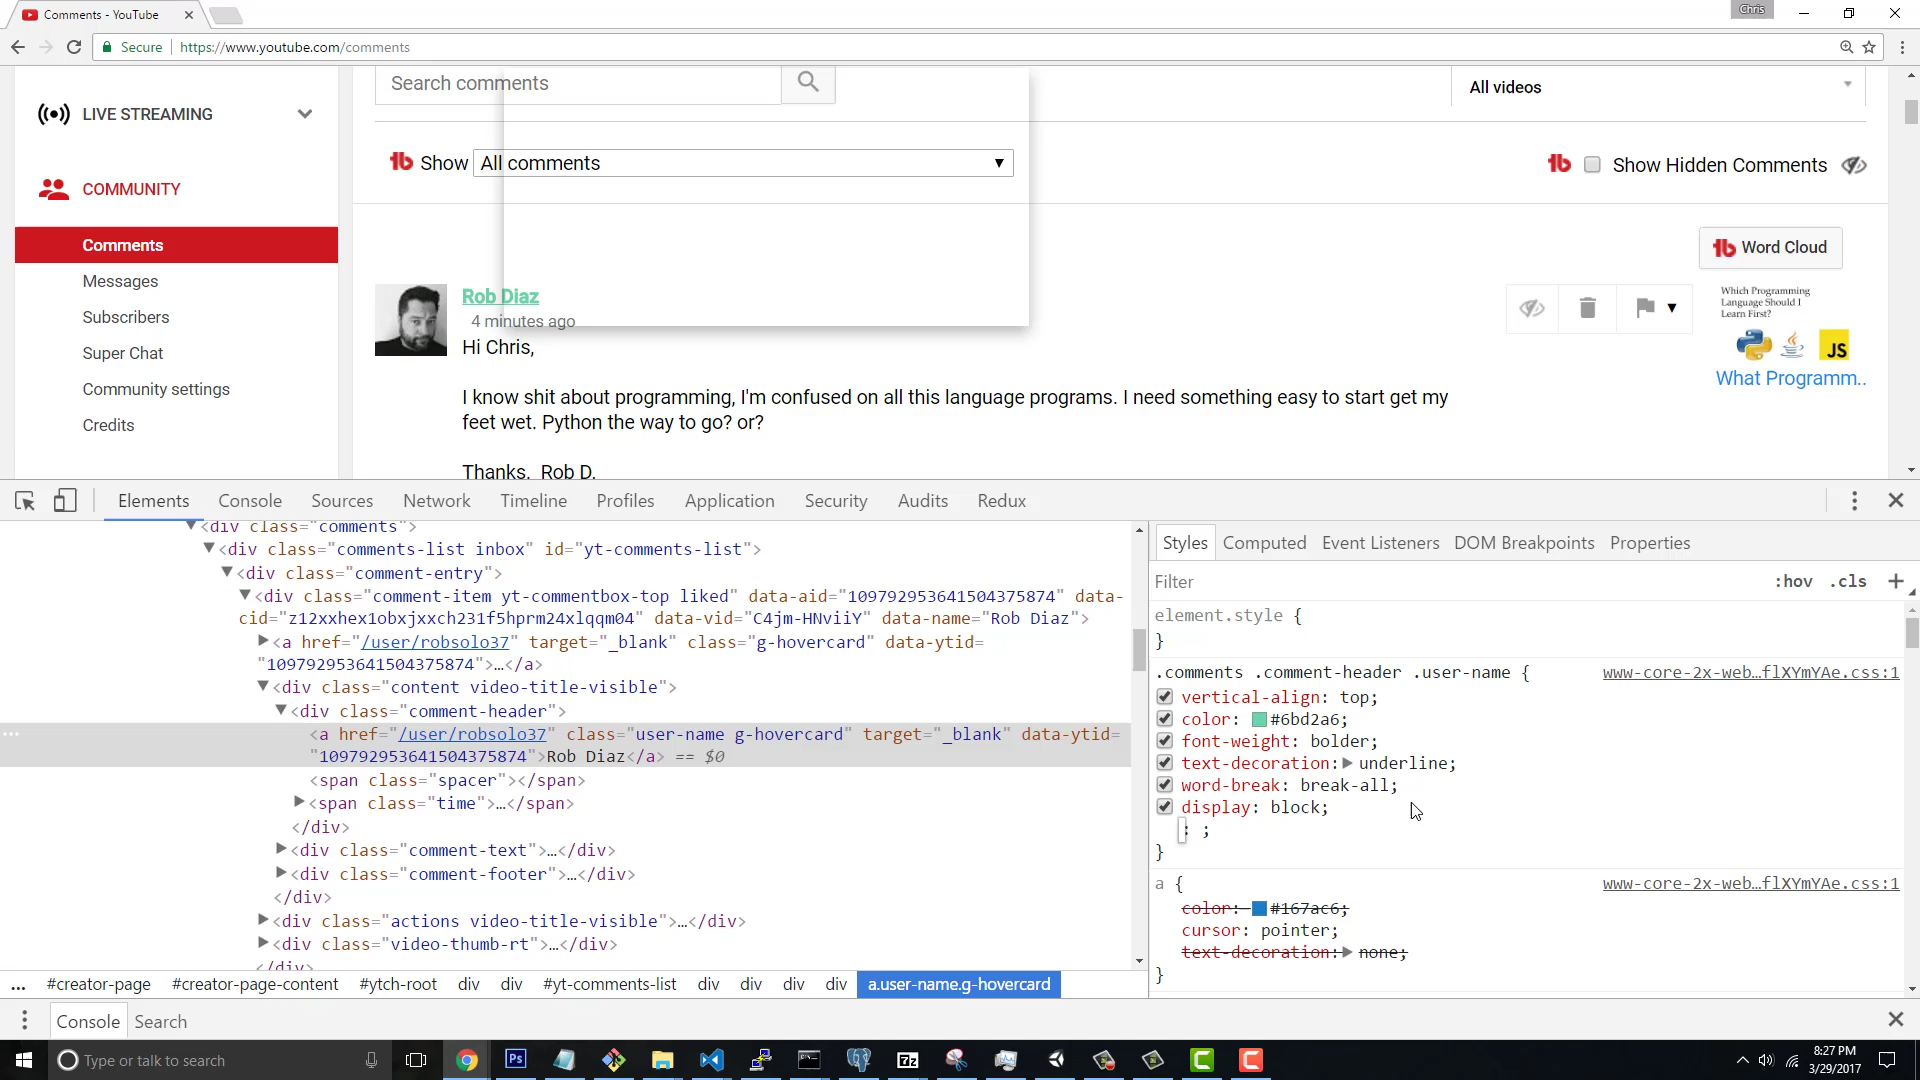 Comments - YouTube
Chris
Secure
https://www.youtube.com/comments
Search comments
All videos
LIVE STREAMING
Show All comments
Show Hidden Comments
COMMUNITY
Word Cloud
Comments
Messages
Subscribers
Super Chat
Community settings
Credits
Rob Diaz
4 minutes ago
Hi Chris,
I know shit about programming, I'm confused on all this language programs. I need something easy to start get my
feet wet. Python the way to go? or?
Thanks. Rob D.
Which Programming
Language Should I
Learn First?
JS
What Programm..
Elements Console Sources Network Timeline Profiles Application Security Audits Redux
<div class="comments">
<div class="comments-list inbox" id="yt-comments-list">
<div class="comment-entry">
<div class="comment-item yt-commentbox-top liked" data-aid="109792953641504375874" data-
cid="z12xxhex1obxjxxch231f5hprm24xlqqm04" data-vid="C4jm-HNviiY" data-name="Rob Diaz">
<a href="/user/robsolo37" target="_blank" class="g-hovercard" data-ytid=
"109792953641504375874">…</a>
<div class="content video-title-visible">
<div class="comment-header">
<a href="/user/robsolo37" class="user-name g-hovercard" target="_blank" data-ytid=
"109792953641504375874">Rob Diaz</a> == $0
<span class="spacer"></span>
<span class="time">…</span>
</div>
<div class="comment-text">…</div>
<div class="comment-footer">…</div>
</div>
<div class="actions video-title-visible">…</div>
<div class="video-thumb-rt">…</div>
</div>
... #creator-page #creator-page-content #ytch-root div div #yt-comments-list div div div div a.user-name.g-hovercard
Styles Computed Event Listeners DOM Breakpoints Properties
Filter :hov .cls +
element.style {
}
.comments .comment-header .user-name { www-core-2x-web…flXYmYAe.css:1
vertical-align: top;
color: #6bd2a6;
font-weight: bolder;
text-decoration: underline;
word-break: break-all;
display: block;
: ;
}
a { www-core-2x-web…flXYmYAe.css:1
color: #167ac6;
cursor: pointer;
text-decoration: none;
}
Console Search
Type or talk to search
Ps
7z
8:27 PM
3/29/2017